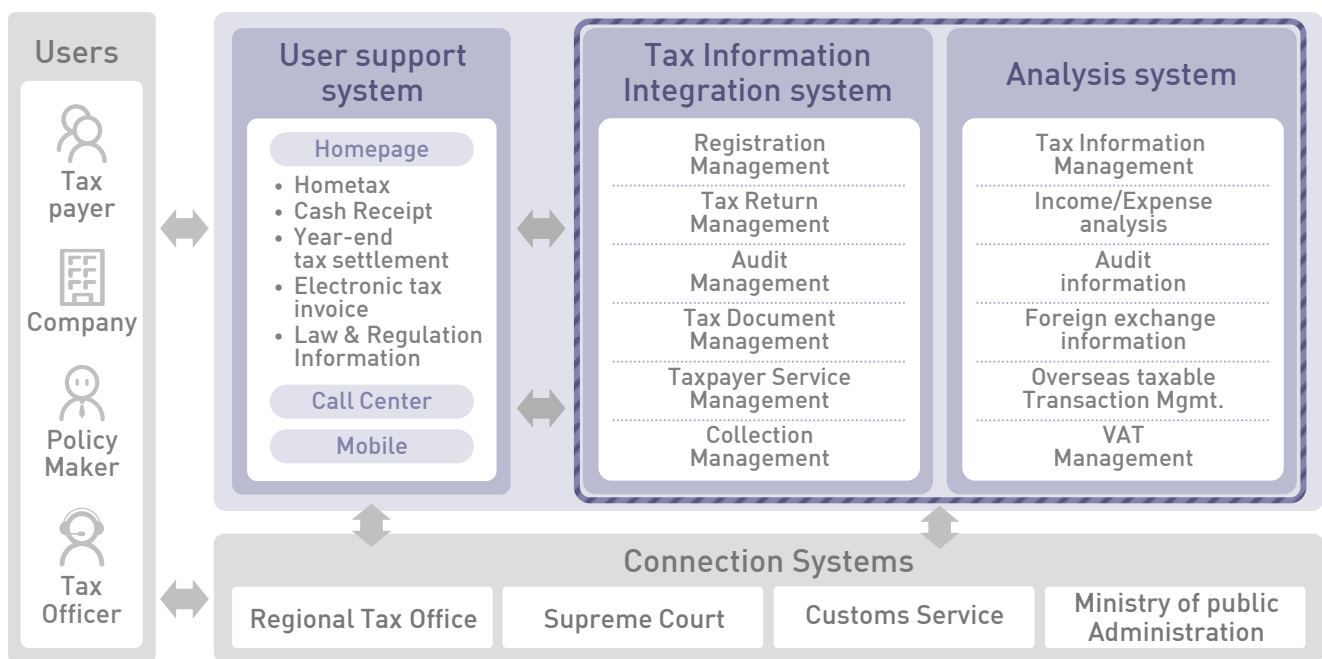 Users
Tax
payer
Company
Policy
Maker
Tax
Officer
User support
system
Homepage
• Hometax
• Cash Receipt
• Year-end
tax settlement
• Electronic tax
invoice
• Law & Regulation
Information
Call Center
Mobile
Tax Information
Integration system
Registration
Management
Tax Return
Management
Audit
Management
Tax Document
Management
Taxpayer Service
Management
Collection
Management
Analysis system
Tax Information
Management
Income/Expense
analysis
Audit
information
Foreign exchange
information
Overseas taxable
Transaction Mgmt.
VAT
Management
Connection Systems
Regional Tax Office
Supreme Court
Customs Service
Ministry of public
Administration